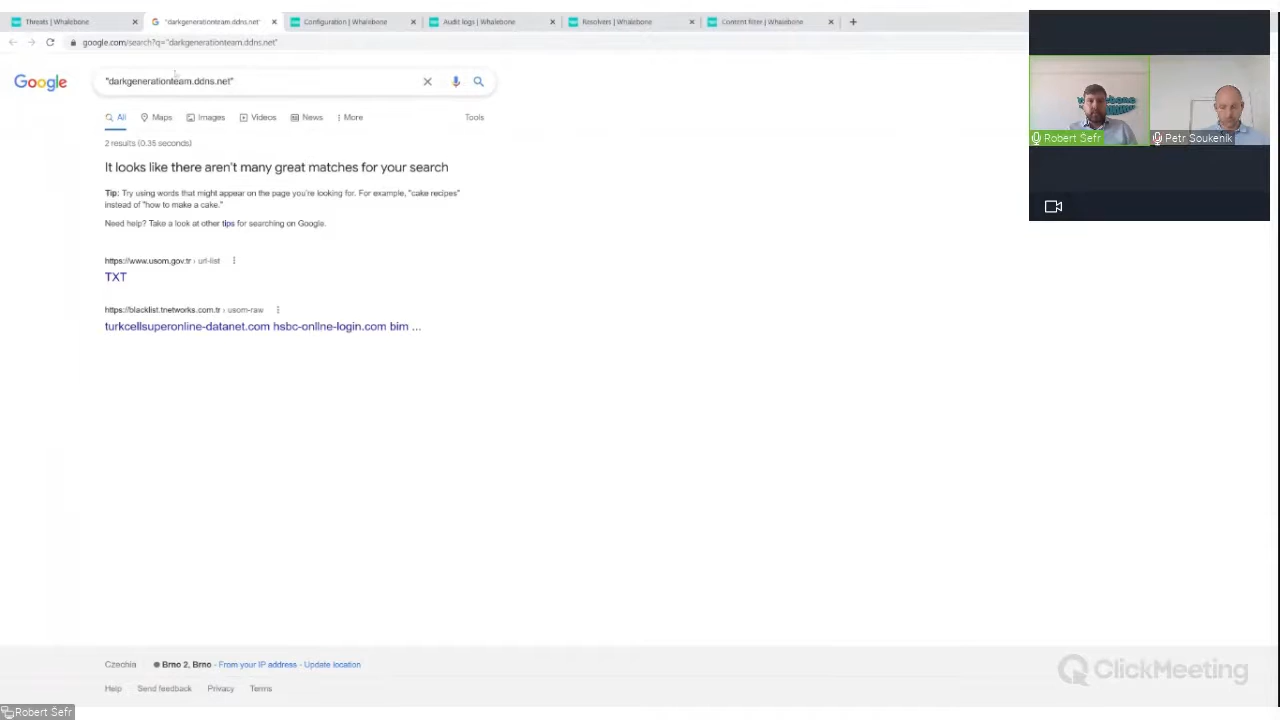 Threats | Whalebone
"darkgenerationteam.ddns.net"
Configuration | Whalebone
Audit logs | Whalebone
Resolvers | Whalebone
Content filter | Whalebone
google.com/search?q="darkgenerationteam.ddns.net"
Google
"darkgenerationteam.ddns.net"
All
Maps
Images
Videos
News
More
Tools
2 results (0.35 seconds)
It looks like there aren't many great matches for your search
Tip: Try using words that might appear on the page you're looking for. For example, "cake recipes"
instead of "how to make a cake."
Need help? Take a look at other tips for searching on Google.
https://www.usom.gov.tr › url-list
TXT
https://blacklist.tnetworks.com.tr › usom-raw
turkcellsuperonline-datanet.com hsbc-onllne-login.com bim ...
Czechia
Brno 2, Brno - From your IP address - Update location
Help
Send feedback
Privacy
Terms
Robert Šefr
Petr Soukeník
whalebone
ClickMeeting
Robert Šefr